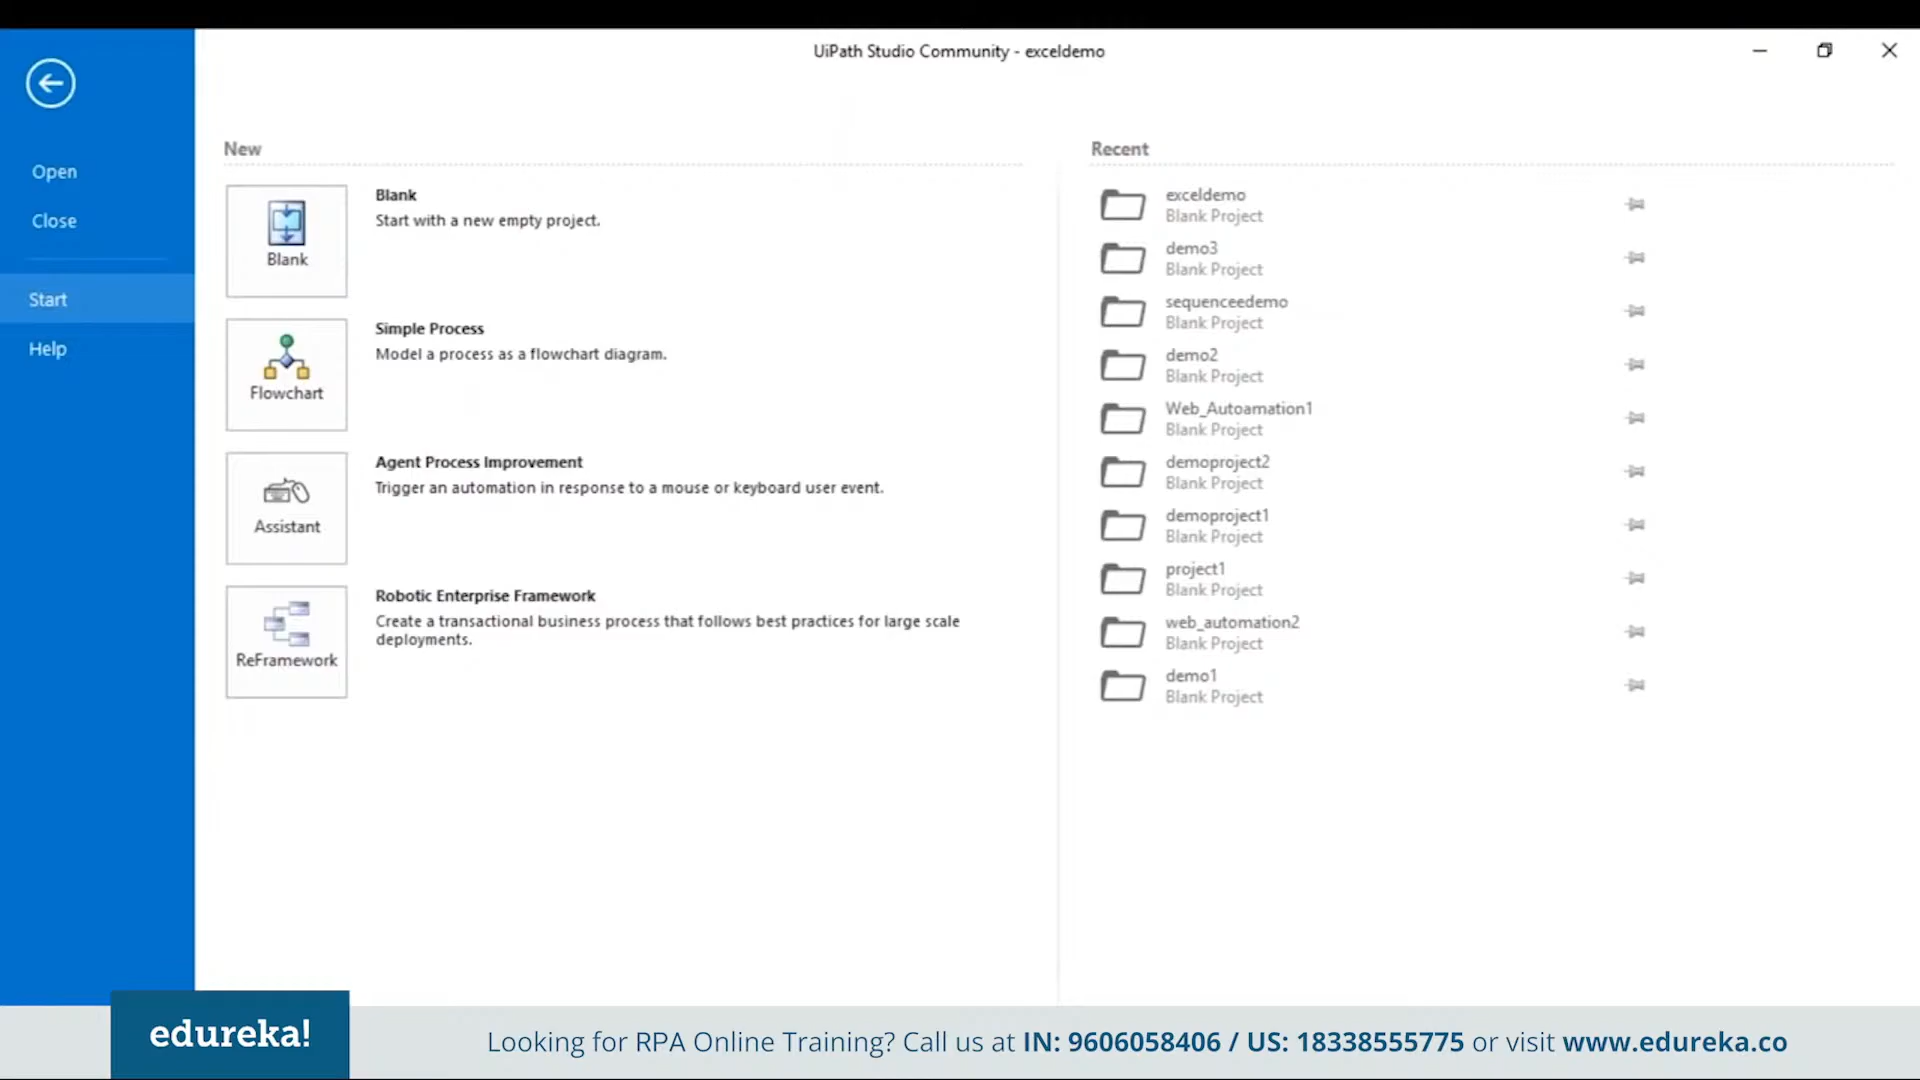 UiPath Studio Community - exceldemo
Open
Close
Start
Help
New
Blank
Blank
Start with a new empty project.
Flowchart
Simple Process
Model a process as a flowchart diagram.
Assistant
Agent Process Improvement
Trigger an automation in response to a mouse or keyboard user event.
ReFramework
Robotic Enterprise Framework
Create a transactional business process that follows best practices for large scale
deployments.
Recent
exceldemo
Blank Project
demo3
Blank Project
sequenceedemo
Blank Project
demo2
Blank Project
Web_Autoamation1
Blank Project
demoproject2
Blank Project
demoproject1
Blank Project
project1
Blank Project
web_automation2
Blank Project
demo1
Blank Project
edureka!
Looking for RPA Online Training? Call us at IN: 9606058406 / US: 18338555775 or visit www.edureka.co